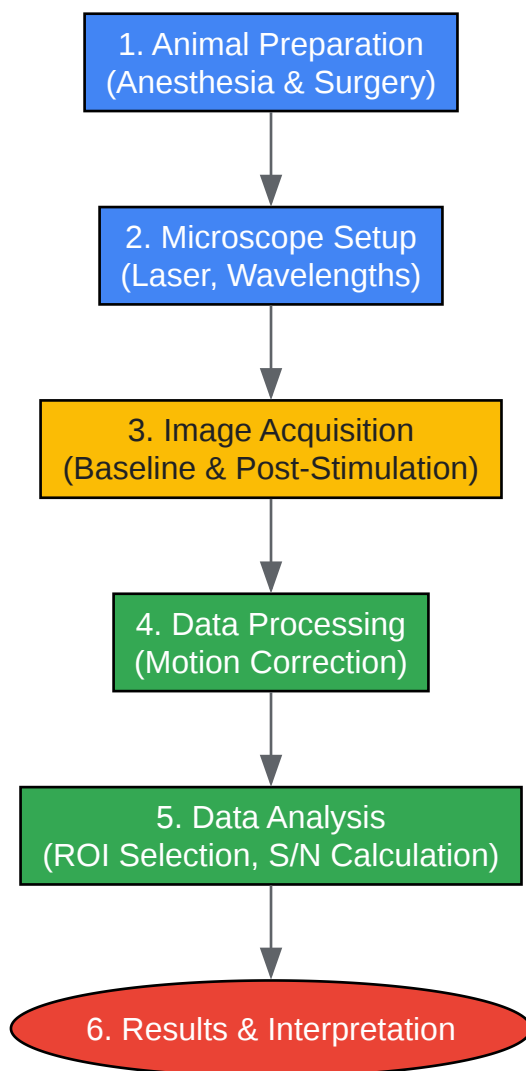 1. Animal Preparation
(Anesthesia & Surgery)
2. Microscope Setup
(Laser, Wavelengths)
3. Image Acquisition
(Baseline & Post-Stimulation)
4. Data Processing
(Motion Correction)
5. Data Analysis
(ROI Selection, S/N Calculation)
6. Results & Interpretation